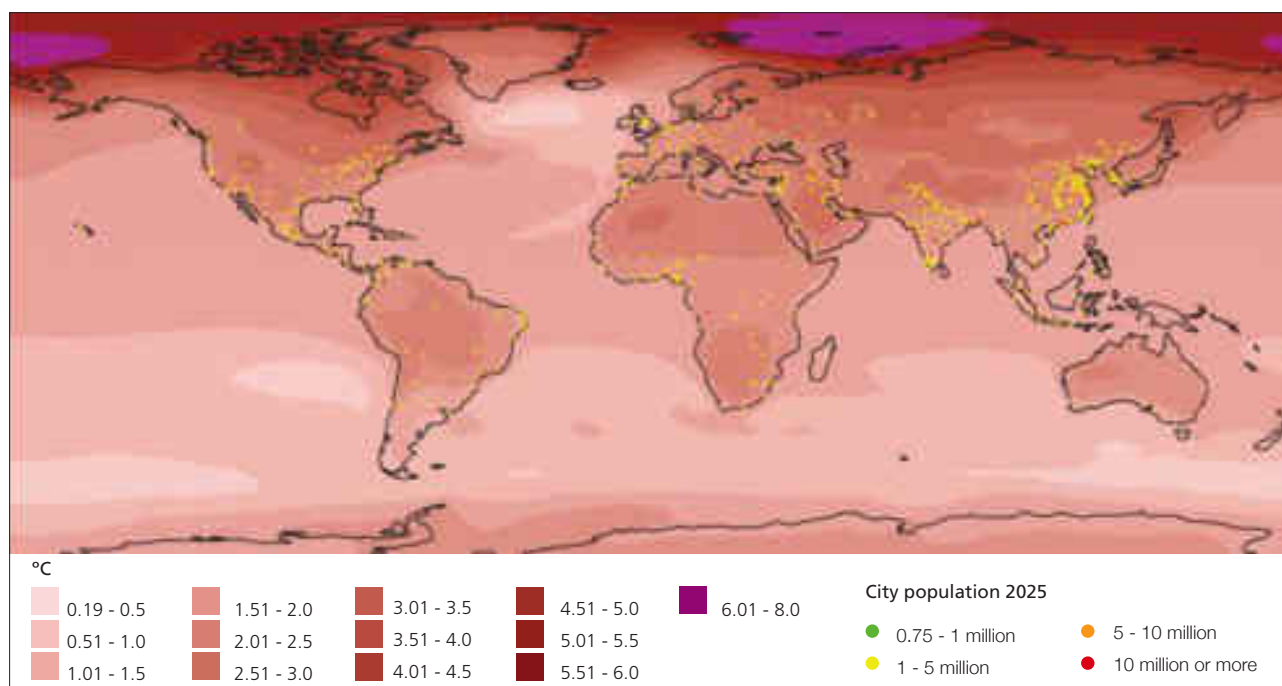 °C
0.19 - 0.5
0.51 - 1.0
1.01 - 1.5
1.51 - 2.0
2.01 - 2.5
2.51 - 3.0
3.01 - 3.5
3.51 - 4.0
4.01 - 4.5
4.51 - 5.0
5.01 - 5.5
5.51 - 6.0
6.01 - 8.0
City population 2025
0.75 - 1 million
1 - 5 million
5 - 10 million
10 million or more